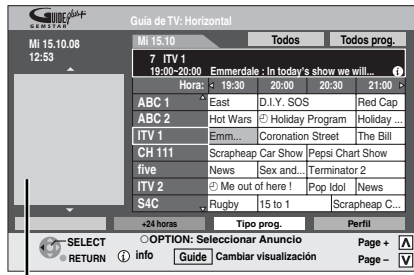 GUIDE Plus+
GEMSTAR
Guía de TV: Horizontal
Mi 15.10.08
12:53
Mi 15.10 Todos Todos prog.
7 ITV 1
19:00~20:00 Emmerdale : In today's show we will... i
Hora: 19:30 20:00 20:30 21:00
ABC 1 East D.I.Y. SOS Red Cap
ABC 2 Hot Wars Holiday Program Holiday ...
ITV 1 Emm... Coronation Street The Bill
CH 111 Scrapheap Car Show Pepsi Chart Show
five News Sex and... Terminator 2
ITV 2 Me out of here ! Pop Idol News
S4C Rugby 15 to 1 Scrapheap C...
+24 horas Tipo prog. Perfil
SELECT OPTION: Seleccionar Anuncio Page +
RETURN i info Guide Cambiar visualización Page –